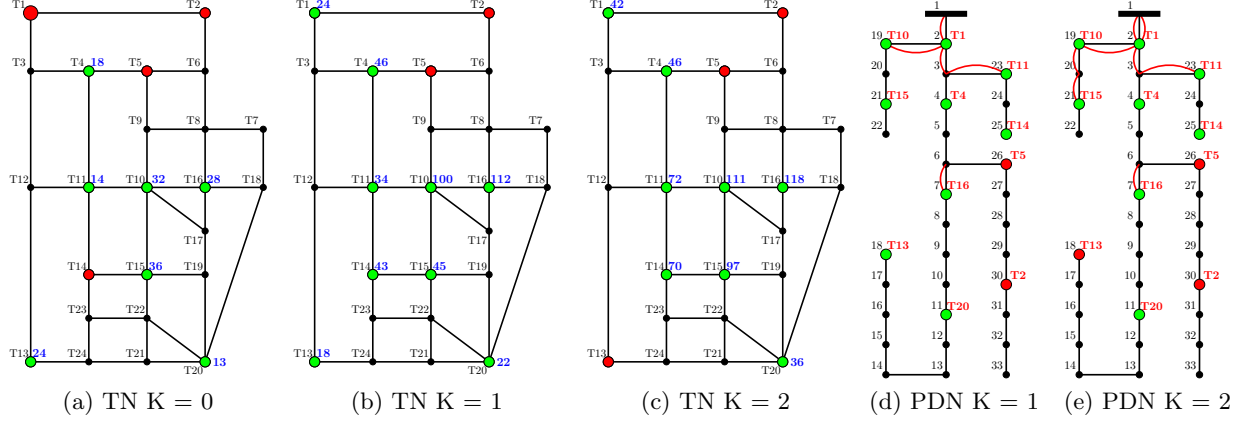 T1 T2
T3 T4 18 T5 T6
T9 T8 T7
T12 T11 14 T10 32 T16 28 T18
T17
T14 T15 36 T19
T23 T22
T13 24 T24 T21 13
T20
(a) TN K = 0
T1 24 T2
T3 T4 46 T5 T6
T9 T8 T7
T12 T11 34 T10 100 T16 112 T18
T17
T14 43 T15 45 T19
T23 T22
T13 18 T24 T21 22
T20
(b) TN K = 1
T1 42 T2
T3 T4 46 T5 T6
T9 T8 T7
T12 T11 72 T10 111 T16 118 T18
T17
T14 70 T15 97 T19
T23 T22
T13 T24 T21 36
T20
(c) TN K = 2
1
19 T10 2 T1
20 3 23 T11
21 T15 4 T4 24
22 5 25 T14
6 26 T5
7 T16 27
8 28
18 T13 9 29
17 10 30 T2
16 11 T20 31
15 12 32
14 13 33
(d) PDN K = 1
1
19 T10 2 T1
20 3 23 T11
21 T15 4 T4 24
22 5 25 T14
6 26 T5
7 T16 27
8 28
18 T13 9 29
17 10 30 T2
16 11 T20 31
15 12 32
14 13 33
(e) PDN K = 2